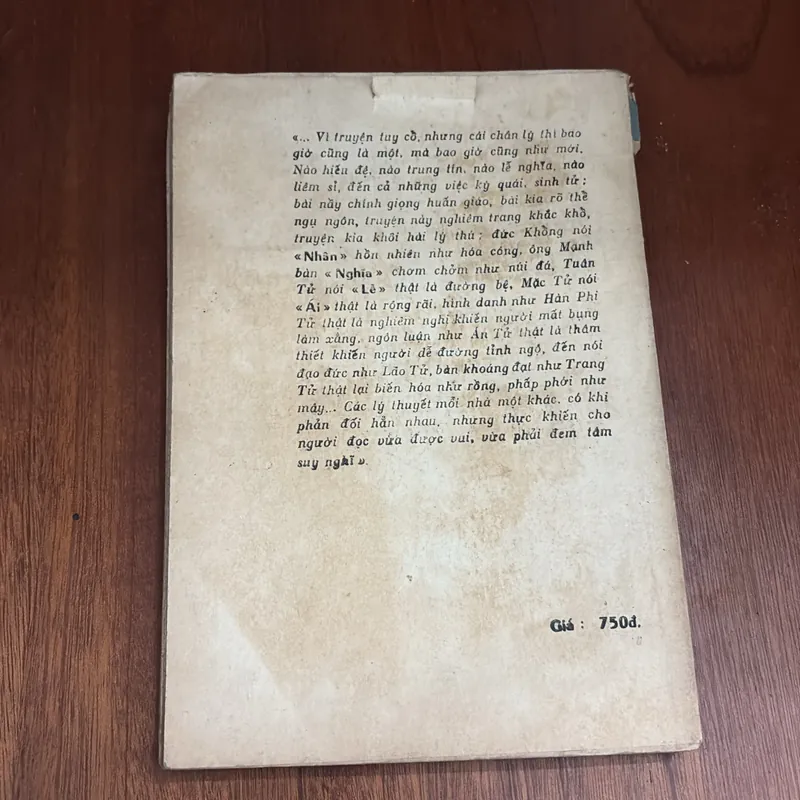 «... Vì truyện tuy cổ, nhưng cái chân lý thì bao
giờ cũng là một, mà bao giờ cũng như mới.
Nào hiếu đệ, nào trung tín, nào lễ nghĩa, nào
liêm sỉ, đến cả những việc kỳ quái, sinh tử ;
bài nầy chính giọng huấn giáo, bài kia rõ thể
ngụ ngôn, truyện này nghiêm trang khắc khổ,
truyện kia khôi hài lý thú ; đức Khổng nói
«Nhân» hồn nhiên như hóa công, ông Mạnh
bàn «Nghĩa» chơm chởm như núi đá, Tuân
Tử nói «Lễ» thật là đường bệ, Mặc Tử nói
«Ái» thật là rộng rãi, hình danh như Hàn Phi
Tử thật là nghiêm nghị khiến người mất bụng
làm xằng, ngôn luận như Án Tử thật là thấm
thiết khiến người dễ đường tỉnh ngộ, đến nói
đạo đức như Lão Tử, bàn khoáng đạt như Trang
Tử thật lại biến hóa như rồng, phấp phới như
mây... Các lý thuyết mỗi nhà một khác, có khi
phản đối hẳn nhau, nhưng thực khiến cho
người đọc vừa được vui, vừa phải đem tâm
suy nghĩ».
Giá : 750đ.